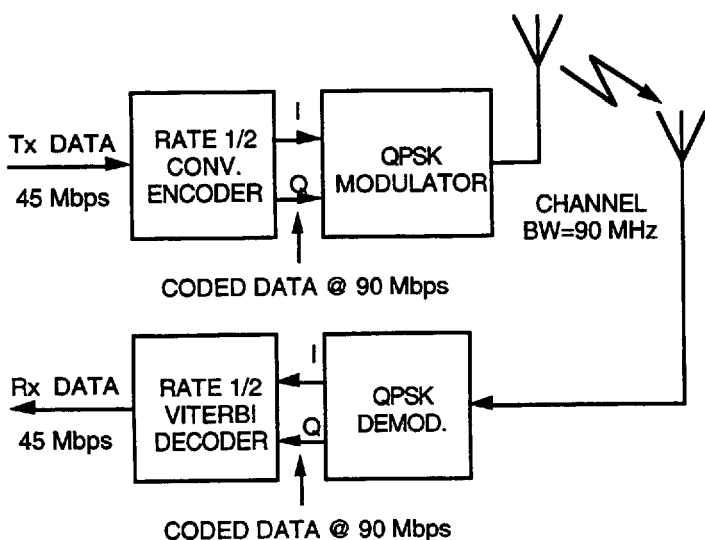 Tx DATA
45 Mbps
RATE 1/2
CONV.
ENCODER
I
Q
QPSK
MODULATOR
CHANNEL
BW=90 MHz
CODED DATA @ 90 Mbps
Rx DATA
45 Mbps
RATE 1/2
VITERBI
DECODER
I
Q
QPSK
DEMOD.
CODED DATA @ 90 Mbps